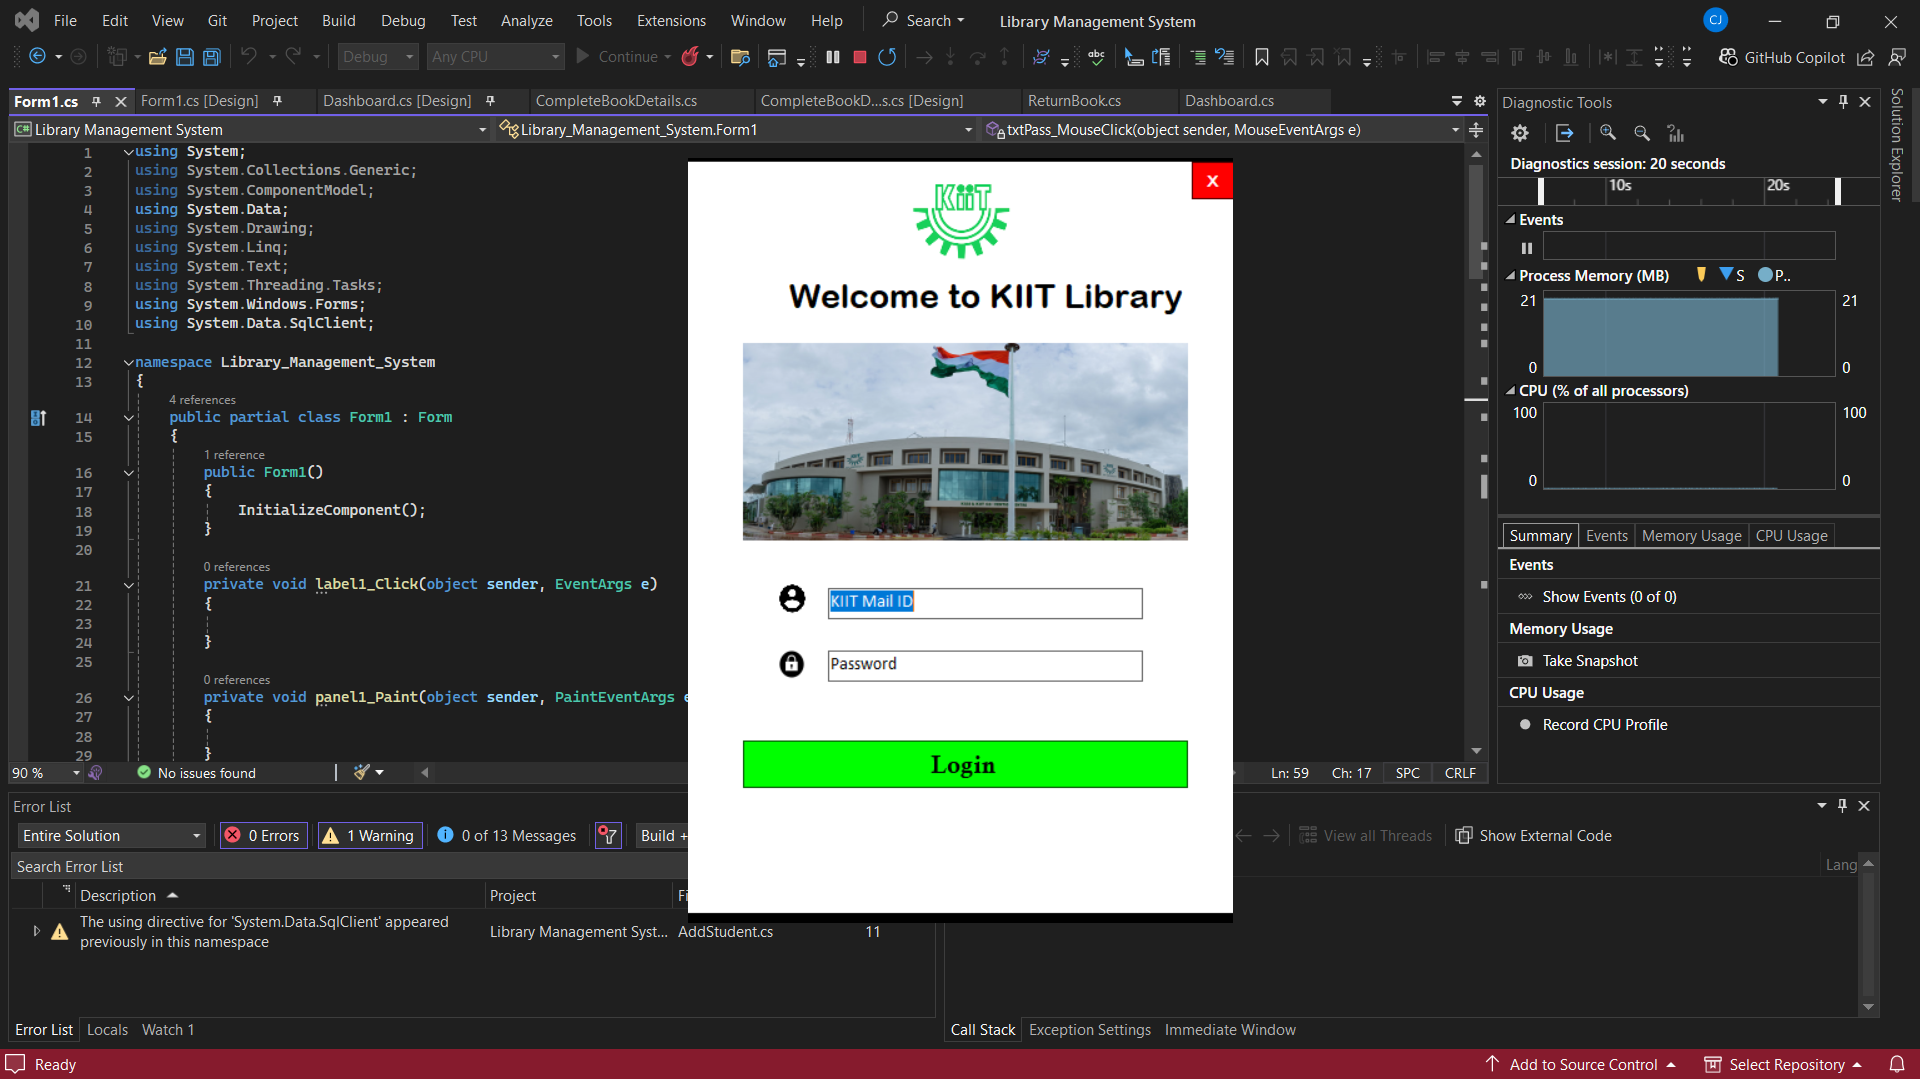 File Edit View Git Project Build Debug Test Analyze Tools Extensions Window Help Search Library Management System CJ
Debug Any CPU Continue abc GitHub Copilot
Form1.cs Form1.cs [Design] Dashboard.cs [Design] CompleteBookDetails.cs CompleteBookD...s.cs [Design] ReturnBook.cs Dashboard.cs
C# Library Management System Library_Management_System.Form1 txtPass_MouseClick(object sender, MouseEventArgs e)
1 using System;
2 using System.Collections.Generic;
3 using System.ComponentModel;
4 using System.Data;
5 using System.Drawing;
6 using System.Linq;
7 using System.Text;
8 using System.Threading.Tasks;
9 using System.Windows.Forms;
10 using System.Data.SqlClient;
11
12 namespace Library_Management_System
13 {
4 references
14 public partial class Form1 : Form
15 {
1 reference
16 public Form1()
17 {
18 InitializeComponent();
19 }
20
0 references
21 private void label1_Click(object sender, EventArgs e)
22 {
23
24 }
25
0 references
26 private void panel1_Paint(object sender, PaintEventArgs e
27 {
28
29 }
90 % No issues found Ln: 59 Ch: 17 SPC CRLF
X
KiiT
Welcome to KIIT Library
KIIT Mail ID
Password
Login
Diagnostic Tools
Diagnostics session: 20 seconds
10s 20s
Events
Process Memory (MB) S P..
21 21
0 0
CPU (% of all processors)
100 100
0 0
Summary Events Memory Usage CPU Usage
Events
Show Events (0 of 0)
Memory Usage
Take Snapshot
CPU Usage
Record CPU Profile
Solution Explorer
Error List
Entire Solution 0 Errors 1 Warning 0 of 13 Messages Build +
Search Error List
Description Project Fi
The using directive for 'System.Data.SqlClient' appeared
previously in this namespace Library Management Syst... AddStudent.cs 11
Error List Locals Watch 1
View all Threads Show External Code
Lang
Call Stack Exception Settings Immediate Window
Ready Add to Source Control Select Repository